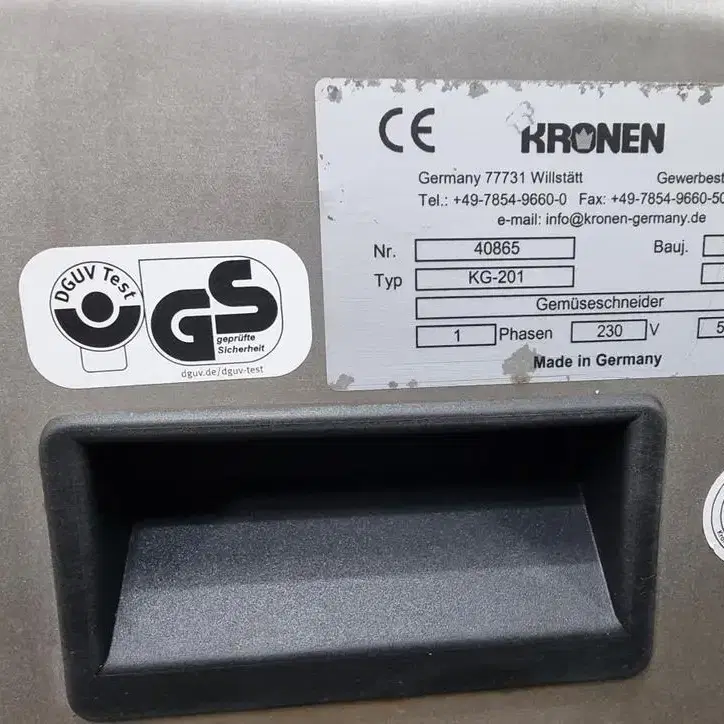 CE KRONEN
Germany 77731 Willstätt Gewerbest
Tel.: +49-7854-9660-0 Fax: +49-7854-9660-50
e-mail: info@kronen-germany.de
Nr. 40865 Bauj.
Typ KG-201
Gemüseschneider
1 Phasen 230 V 5
Made in Germany
DGUV Test
GS
geprüfte
Sicherheit
dguv.de/dguv-test